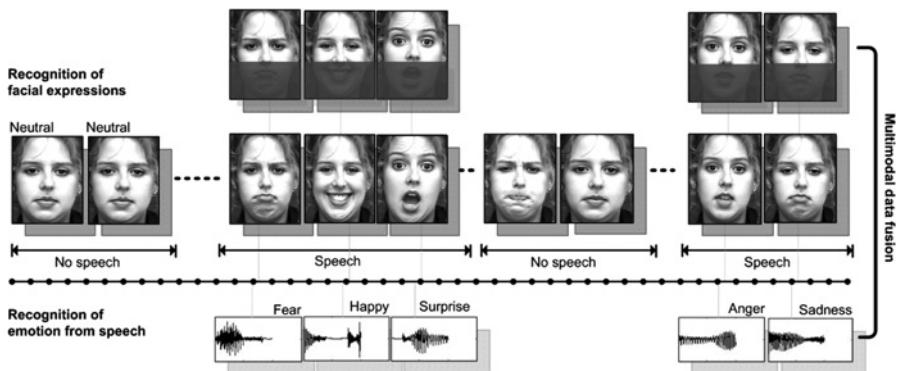 Recognition of
facial expressions
Neutral Neutral
No speech
Speech
No speech
Speech
Multimodal data fusion
Recognition of
emotion from speech
Fear
Happy
Surprise
Anger
Sadness